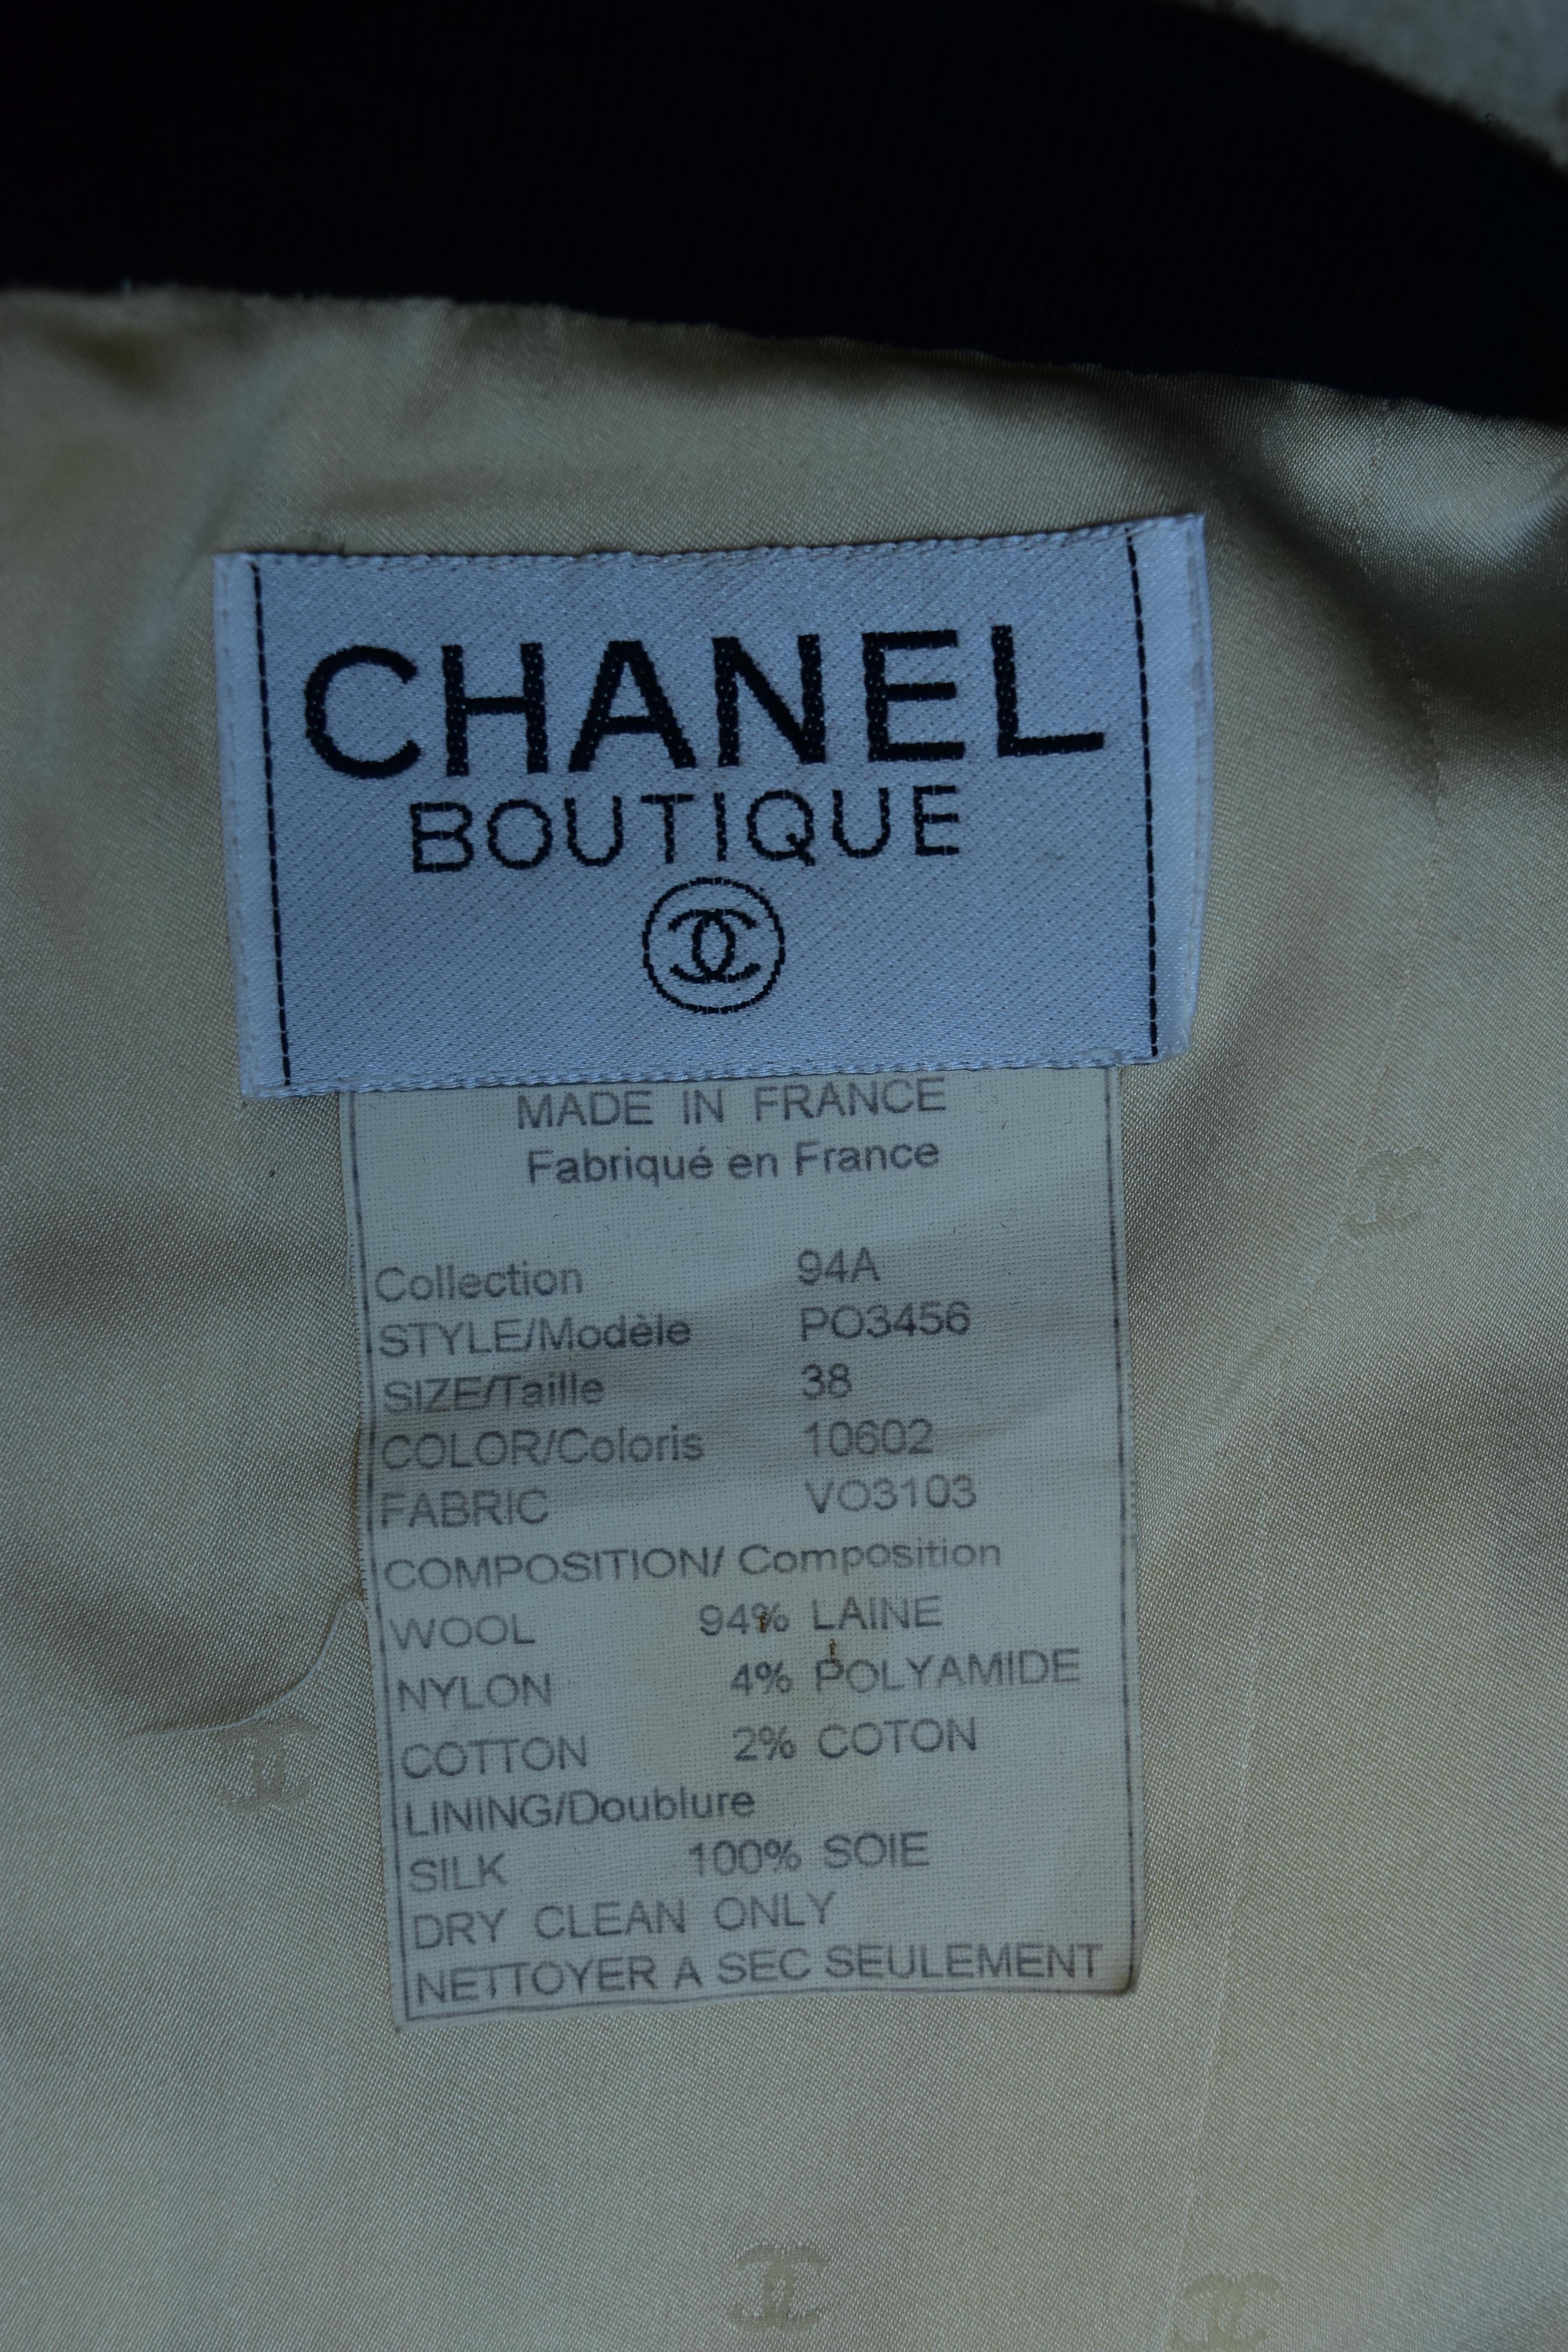 CHANEL
BOUTIQUE
MADE IN FRANCE
Fabriqué en France
Collection 94A
STYLE/Modèle PO3456
SIZE/Taille 38
COLOR/Coloris 10602
FABRIC VO3103
COMPOSITION/ Composition
WOOL 94% LAINE
NYLON 4% POLYAMIDE
COTTON 2% COTON
LINING/Doublure
SILK 100% SOIE
DRY CLEAN ONLY
NETTOYER A SEC SEULEMENT